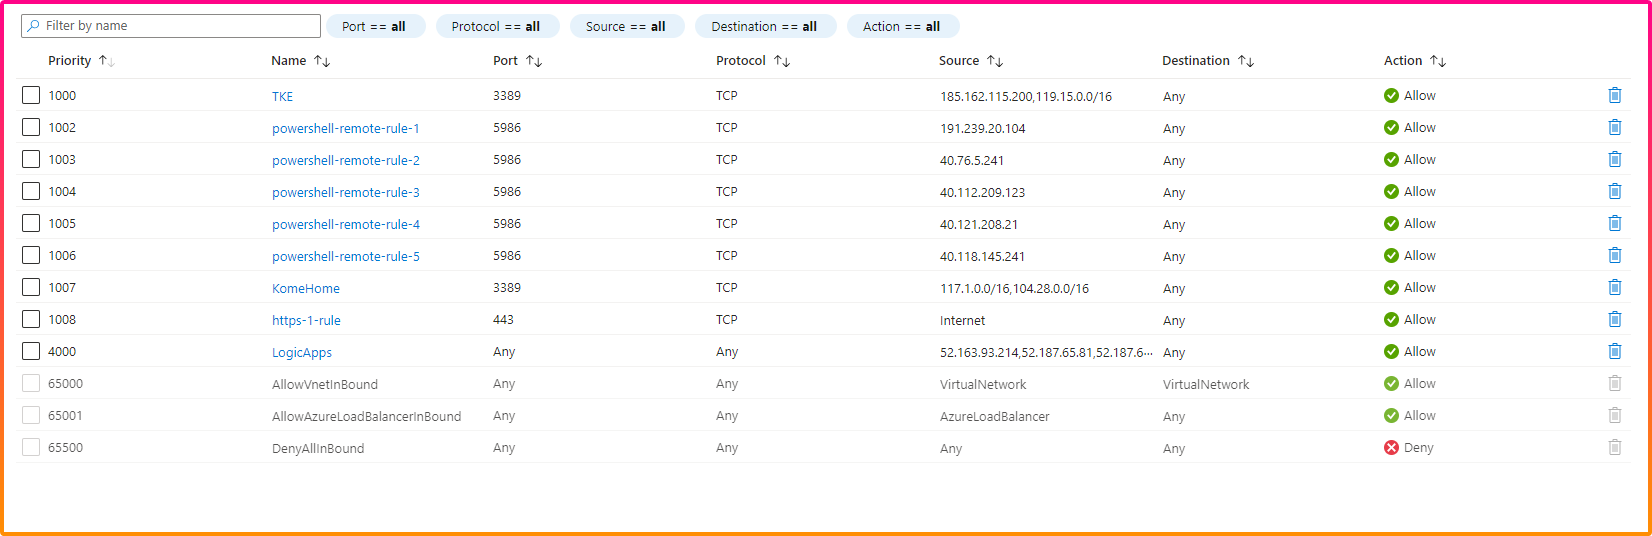 Filter by name Port == all Protocol == all Source == all Destination == all Action == all
Priority Name Port Protocol Source Destination Action
1000 TKE 3389 TCP 185.162.115.200,119.15.0.0/16 Any Allow
1002 powershell-remote-rule-1 5986 TCP 191.239.20.104 Any Allow
1003 powershell-remote-rule-2 5986 TCP 40.76.5.241 Any Allow
1004 powershell-remote-rule-3 5986 TCP 40.112.209.123 Any Allow
1005 powershell-remote-rule-4 5986 TCP 40.121.208.21 Any Allow
1006 powershell-remote-rule-5 5986 TCP 40.118.145.241 Any Allow
1007 KomeHome 3389 TCP 117.1.0.0/16,104.28.0.0/16 Any Allow
1008 https-1-rule 443 TCP Internet Any Allow
4000 LogicApps Any Any 52.163.93.214,52.187.65.81,52.187.6··· Any Allow
65000 AllowVnetInBound Any Any VirtualNetwork VirtualNetwork Allow
65001 AllowAzureLoadBalancerInBound Any Any AzureLoadBalancer Any Allow
65500 DenyAllInBound Any Any Any Any Deny